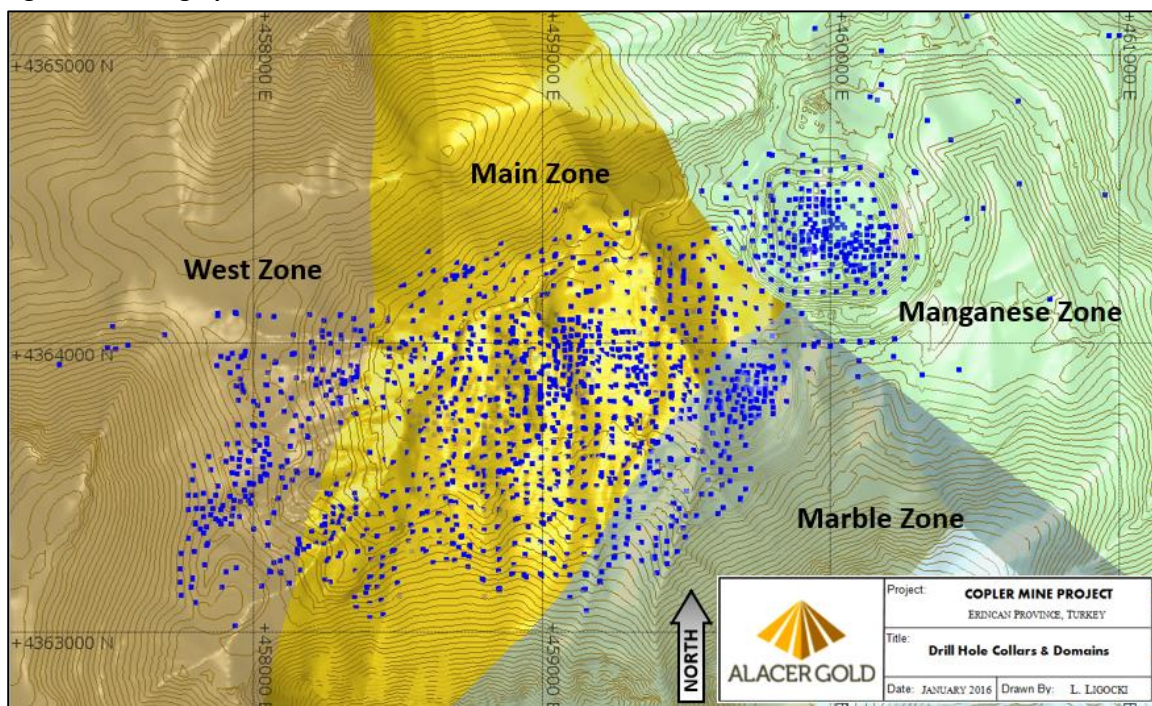 +4365000 N
+458000 E
+459000 E
+460000 E
+461000 E
Main Zone
West Zone
Manganese Zone
+4364000 N
Marble Zone
+4363000 N
+458000 E
+459000 E
NORTH
ALACER GOLD
Project: COPLER MINE PROJECT
ERINCAN PROVINCE, TURKEY
Title:
Drill Hole Collars & Domains
Date: JANUARY 2016 Drawn By: L. LIGOCKI